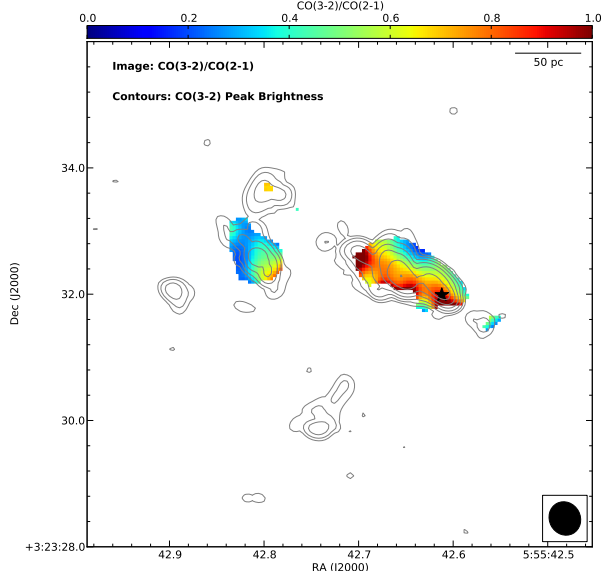 CO(3-2)/CO(2-1)
0.0 0.2 0.4 0.6 0.8 1.0
Image: CO(3-2)/CO(2-1)
50 pc
Contours: CO(3-2) Peak Brightness
34.0
32.0
30.0
+3:23:28.0
Dec (J2000)
42.9 42.8 42.7 42.6 5:55:42.5
RA (J2000)